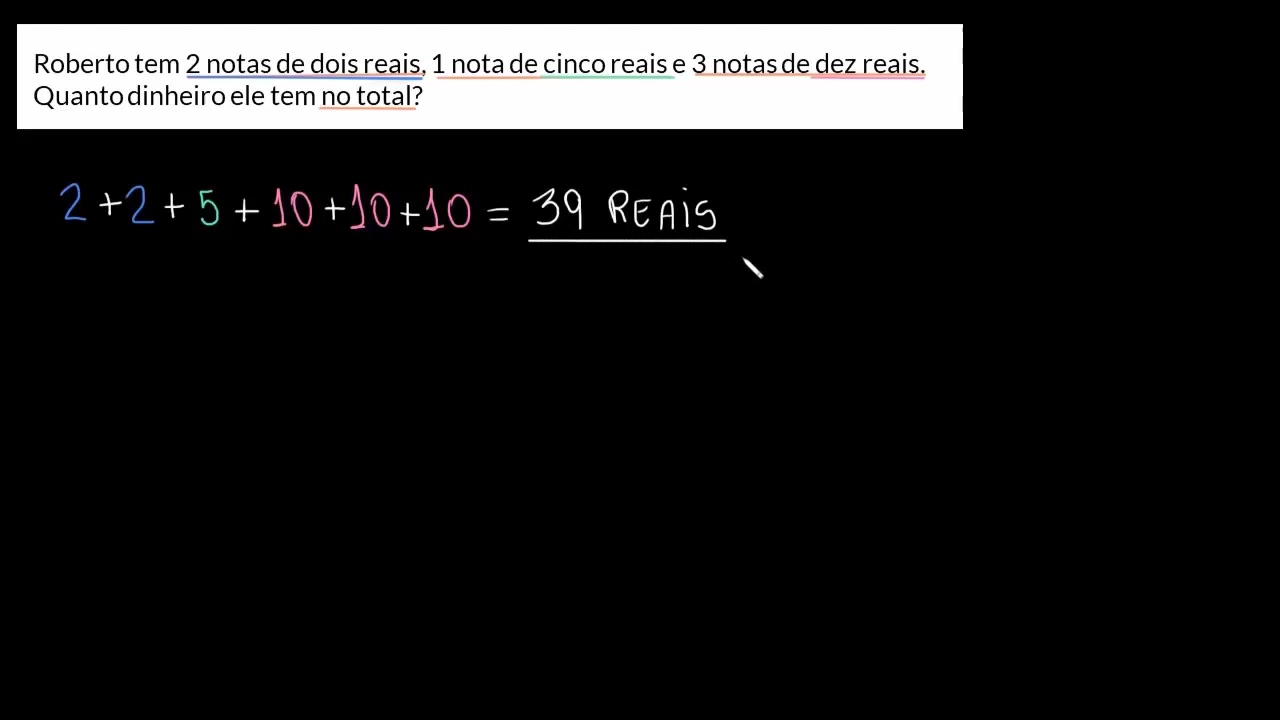 Roberto tem 2 notas de dois reais, 1 nota de cinco reais e 3 notas de dez reais.
Quanto dinheiro ele tem no total?
2 + 2 + 5 + 10 + 10 + 10 = 39 REAIS